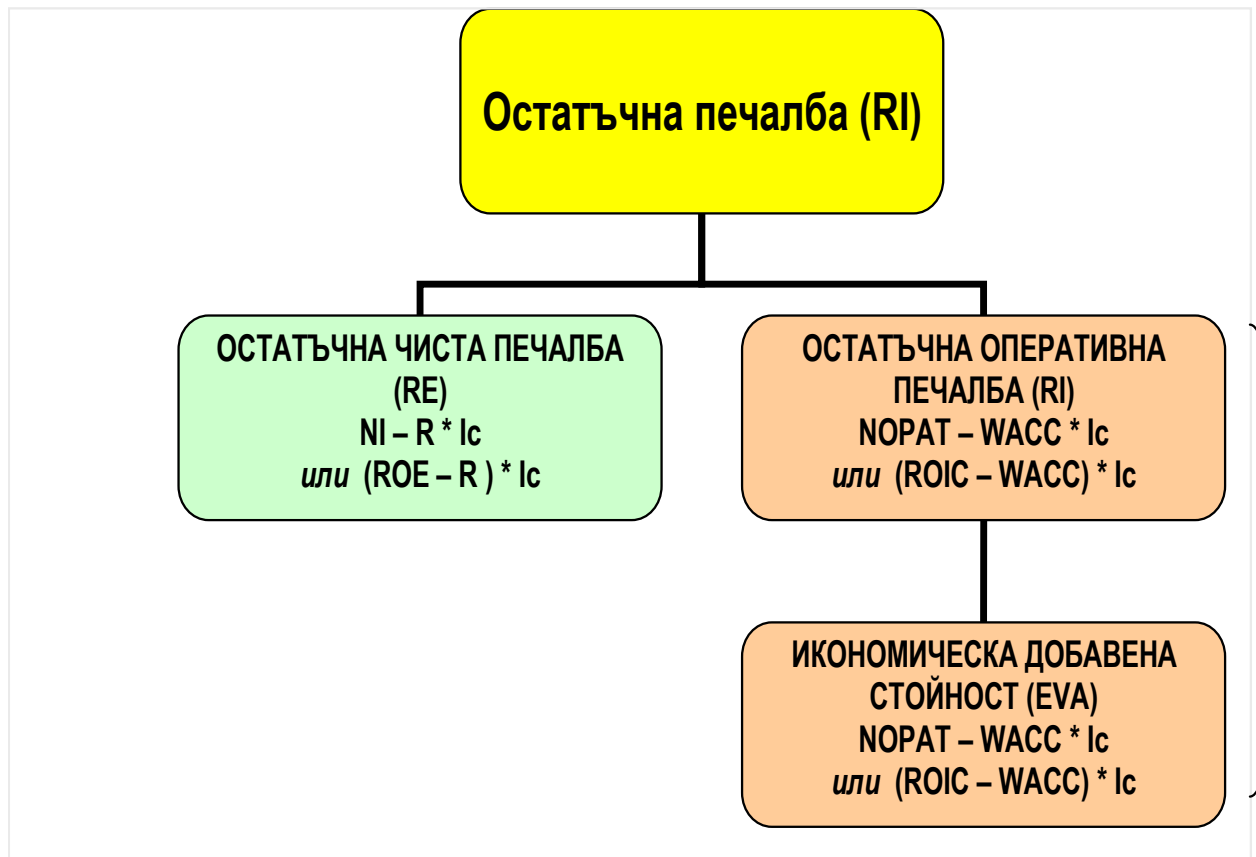 Остатъчна печалба (RI)
ОСТАТЪЧНА ЧИСТА ПЕЧАЛБА
(RE)
NI – R * Ic
или (ROE – R ) * Ic
ОСТАТЪЧНА ОПЕРАТИВНА
ПЕЧАЛБА (RI)
NOPAT – WACC * Ic
или (ROIC – WACC) * Ic
ИКОНОМИЧЕСКА ДОБАВЕНА
СТОЙНОСТ (EVA)
NOPAT – WACC * Ic
или (ROIC – WACC) * Ic